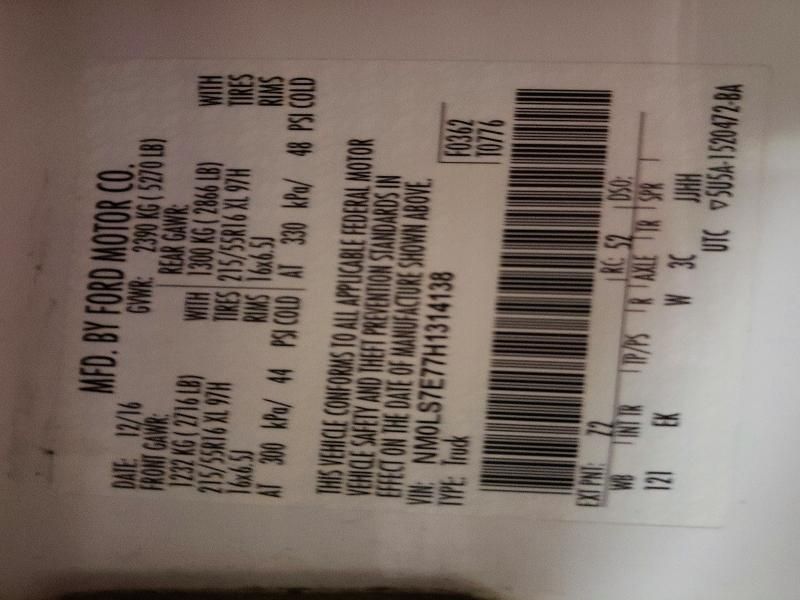 MFD. BY FORD MOTOR CO.
DATE: 12/16 GVWR: 2390 KG ( 5270 LB)
FRONT GAWR: REAR GAWR:
1232 KG ( 2716 LB) WITH 1300 KG ( 2866 LB) WITH
215/55R16 XL 97H TIRES 215/55R16 XL 97H TIRES
16x6.5J RIMS 16x6.5J RIMS
AT 300 kPa/ 44 PSI COLD AT 330 kPa/ 48 PSI COLD
THIS VEHICLE CONFORMS TO ALL APPLICABLE FEDERAL MOTOR
VEHICLE SAFETY AND THEFT PREVENTION STANDARDS IN
EFFECT ON THE DATE OF MANUFACTURE SHOWN ABOVE.
VIN: NM0LS7E77H1314138
TYPE: Truck
F0362
T0776
EXT PNT: Z2 RC: 52 DSO:
WB INT TR TP/PS R AXLE TR SPR
121 EK W 3C JJHH
UTC ▽5U5A-1520472-BA